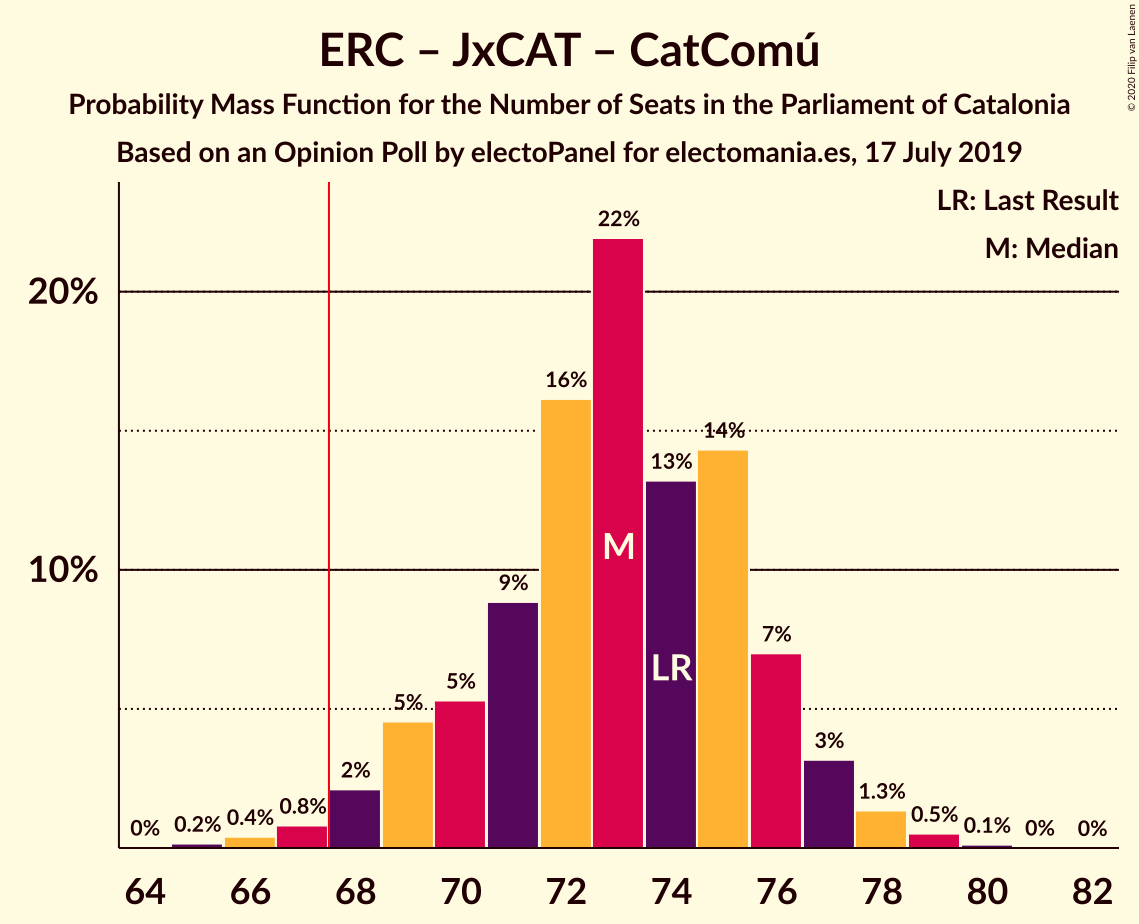 ERC – JxCAT – CatComú
Probability Mass Function for the Number of Seats in the Parliament of Catalonia
Based on an Opinion Poll by electoPanel for electomania.es, 17 July 2019
© 2020 Filip van Laenen
LR: Last Result
M: Median
20%
10%
0%
0.2%
0.4%
0.8%
2%
5%
5%
9%
16%
22%
13%
14%
7%
3%
1.3%
0.5%
0.1%
0%
0%
M
LR
64 66 68 70 72 74 76 78 80 82